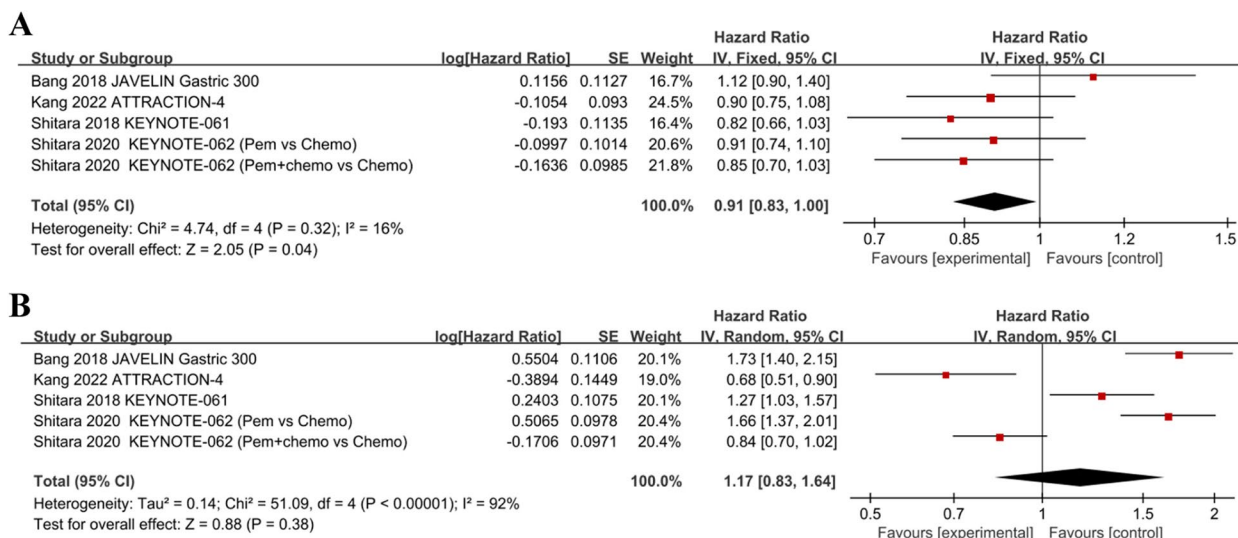 A
Hazard Ratio Hazard Ratio
Study or Subgroup log[Hazard Ratio] SE Weight IV, Fixed, 95% CI IV, Fixed, 95% CI
Bang 2018 JAVELIN Gastric 300 0.1156 0.1127 16.7% 1.12 [0.90, 1.40]
Kang 2022 ATTRACTION-4 -0.1054 0.093 24.5% 0.90 [0.75, 1.08]
Shitara 2018 KEYNOTE-061 -0.193 0.1135 16.4% 0.82 [0.66, 1.03]
Shitara 2020 KEYNOTE-062 (Pem vs Chemo) -0.0997 0.1014 20.6% 0.91 [0.74, 1.10]
Shitara 2020 KEYNOTE-062 (Pem+chemo vs Chemo) -0.1636 0.0985 21.8% 0.85 [0.70, 1.03]
Total (95% CI) 100.0% 0.91 [0.83, 1.00]
Heterogeneity: Chi² = 4.74, df = 4 (P = 0.32); I² = 16%
Test for overall effect: Z = 2.05 (P = 0.04)
0.7 0.85 1 1.2 1.5
Favours [experimental] Favours [control]
B
Hazard Ratio Hazard Ratio
Study or Subgroup log[Hazard Ratio] SE Weight IV, Random, 95% CI IV, Random, 95% CI
Bang 2018 JAVELIN Gastric 300 0.5504 0.1106 20.1% 1.73 [1.40, 2.15]
Kang 2022 ATTRACTION-4 -0.3894 0.1449 19.0% 0.68 [0.51, 0.90]
Shitara 2018 KEYNOTE-061 0.2403 0.1075 20.1% 1.27 [1.03, 1.57]
Shitara 2020 KEYNOTE-062 (Pem vs Chemo) 0.5065 0.0978 20.4% 1.66 [1.37, 2.01]
Shitara 2020 KEYNOTE-062 (Pem+chemo vs Chemo) -0.1706 0.0971 20.4% 0.84 [0.70, 1.02]
Total (95% CI) 100.0% 1.17 [0.83, 1.64]
Heterogeneity: Tau² = 0.14; Chi² = 51.09, df = 4 (P < 0.00001); I² = 92%
Test for overall effect: Z = 0.88 (P = 0.38)
0.5 0.7 1 1.5 2
Favours [experimental] Favours [control]